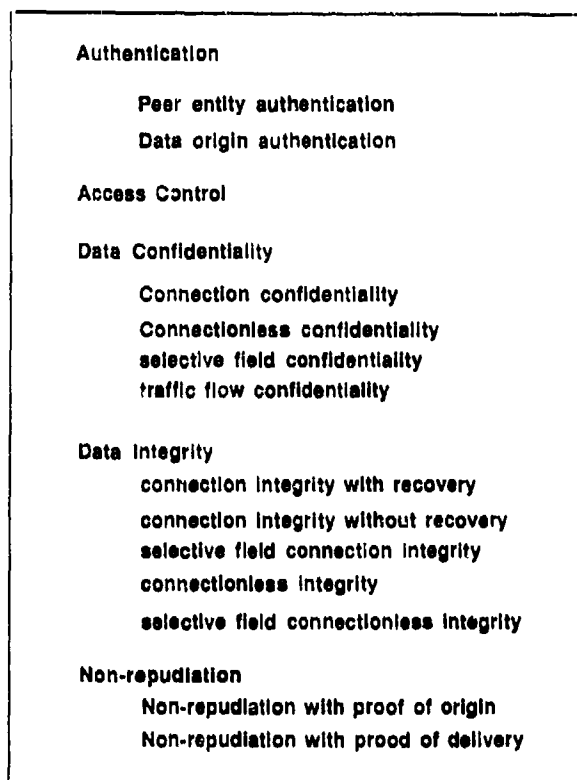 Authentication
Peer entity authentication
Data origin authentication
Access Control
Data Confidentiality
Connection confidentiality
Connectionless confidentiality
selective field confidentiality
traffic flow confidentiality
Data Integrity
connection integrity with recovery
connection integrity without recovery
selective field connection integrity
connectionless integrity
selective field connectionless integrity
Non-repudiation
Non-repudiation with proof of origin
Non-repudiation with prood of delivery